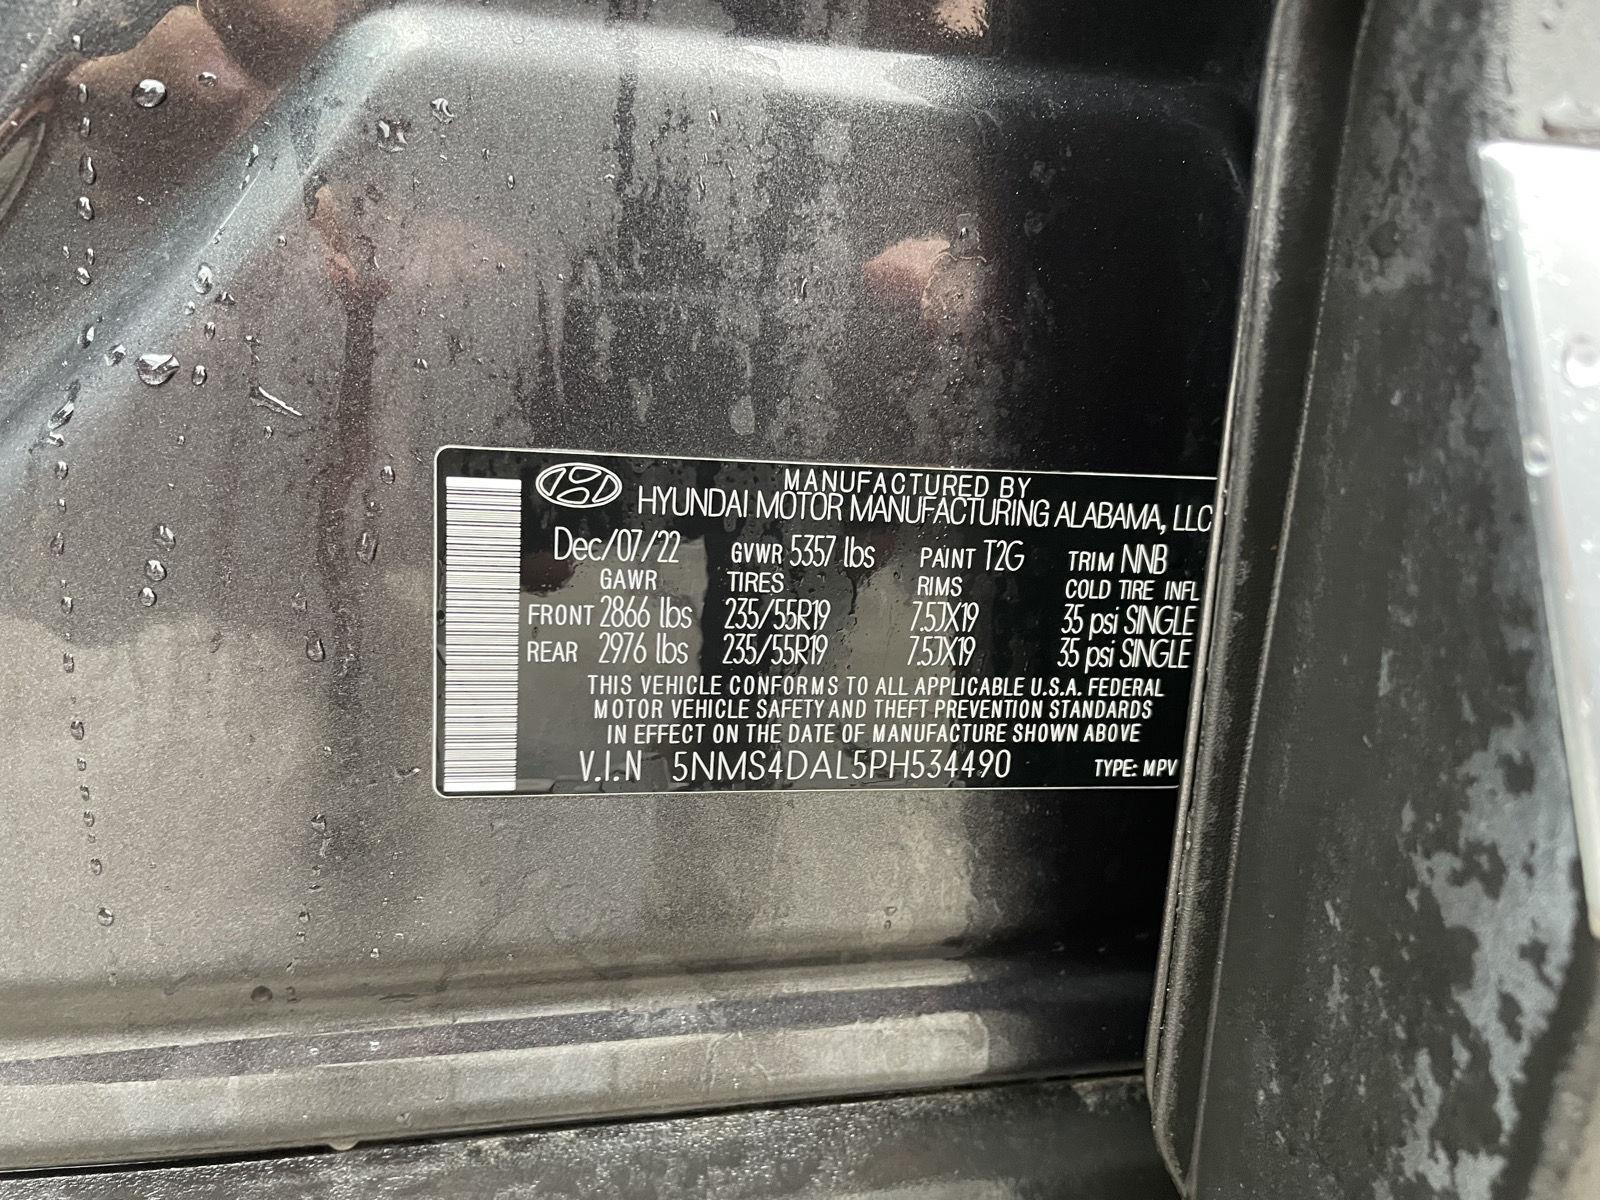 MANUFACTURED BY
HYUNDAI MOTOR MANUFACTURING ALABAMA, LLC
Dec/07/22 GVWR 5357 lbs PAINT T2G TRIM NNB
GAWR TIRES RIMS COLD TIRE INFL
FRONT 2866 lbs 235/55R19 7.5JX19 35 psi SINGLE
REAR 2976 lbs 235/55R19 7.5JX19 35 psi SINGLE
THIS VEHICLE CONFORMS TO ALL APPLICABLE U.S.A. FEDERAL
MOTOR VEHICLE SAFETY AND THEFT PREVENTION STANDARDS
IN EFFECT ON THE DATE OF MANUFACTURE SHOWN ABOVE
V.I.N 5NMS4DAL5PH534490 TYPE: MPV